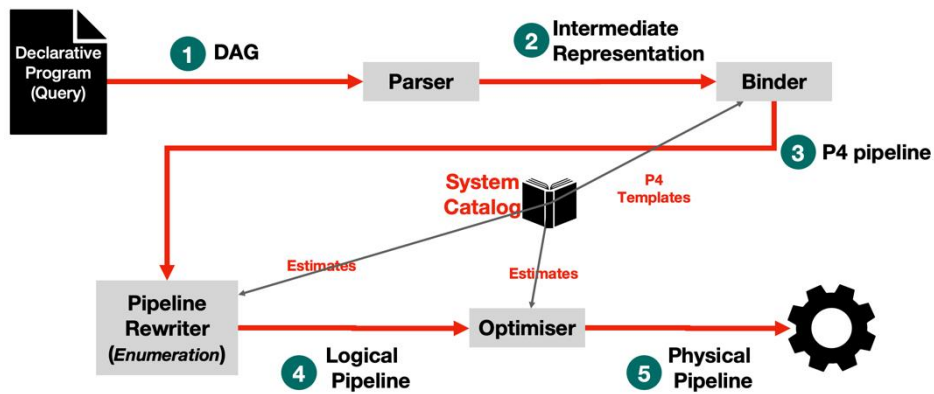 Declarative
Program
(Query)
1 DAG
Parser
2 Intermediate
Representation
Binder
3 P4 pipeline
System
Catalog
P4
Templates
Estimates
Estimates
Pipeline
Rewriter
(Enumeration)
4 Logical
Pipeline
Optimiser
5 Physical
Pipeline